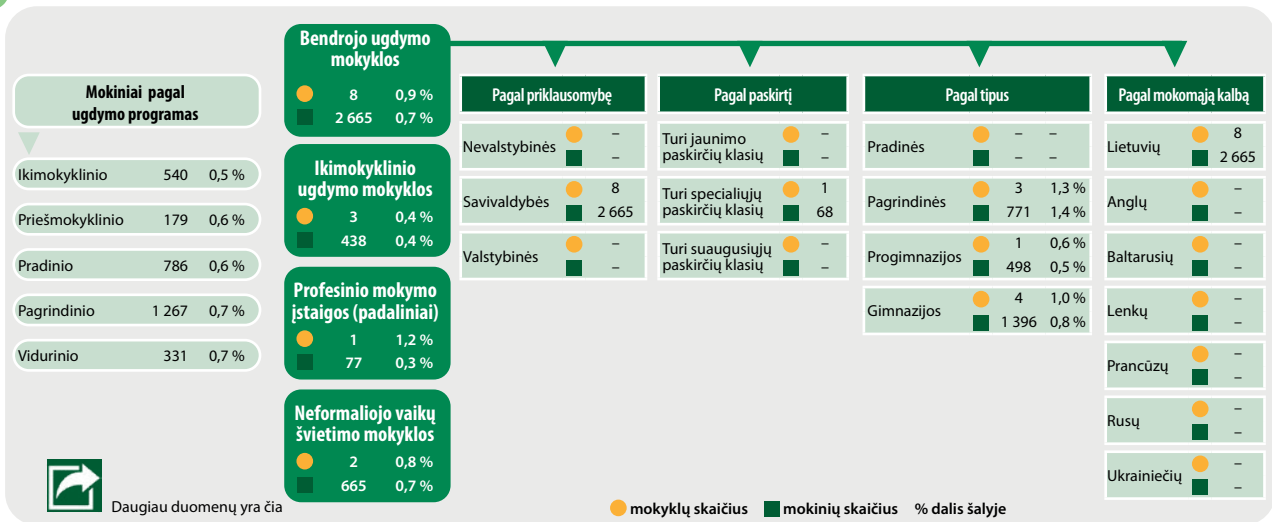 Mokiniai pagal
ugdymo programas
Ikimokyklinio 540 0,5 %
Priešmokyklinio 179 0,6 %
Pradinio 786 0,6 %
Pagrindinio 1 267 0,7 %
Vidurinio 331 0,7 %
Bendrojo ugdymo
mokyklos
8 0,9 %
2 665 0,7 %
Ikimokyklinio
ugdymo mokyklos
3 0,4 %
438 0,4 %
Profesinio mokymo
įstaigos (padaliniai)
1 1,2 %
77 0,3 %
Neformaliojo vaikų
švietimo mokyklos
2 0,8 %
665 0,7 %
Pagal priklausomybę
Nevalstybinės –
–
Savivaldybės 8
2 665
Valstybinės –
–
Pagal paskirtį
Turi jaunimo –
paskirčių klasių –
Turi specialiųjų 1
paskirčių klasių 68
Turi suaugusiųjų –
paskirčių klasių –
Pagal tipus
Pradinės – –
– –
Pagrindinės 3 1,3 %
771 1,4 %
Progimnazijos 1 0,6 %
498 0,5 %
Gimnazijos 4 1,0 %
1 396 0,8 %
Pagal mokomąją kalbą
Lietuvių 8
2 665
Anglų –
–
Baltarusių –
–
Lenkų –
–
Prancūzų –
–
Rusų –
–
Ukrainiečių –
–
Daugiau duomenų yra čia
mokyklų skaičius mokinių skaičius % dalis šalyje